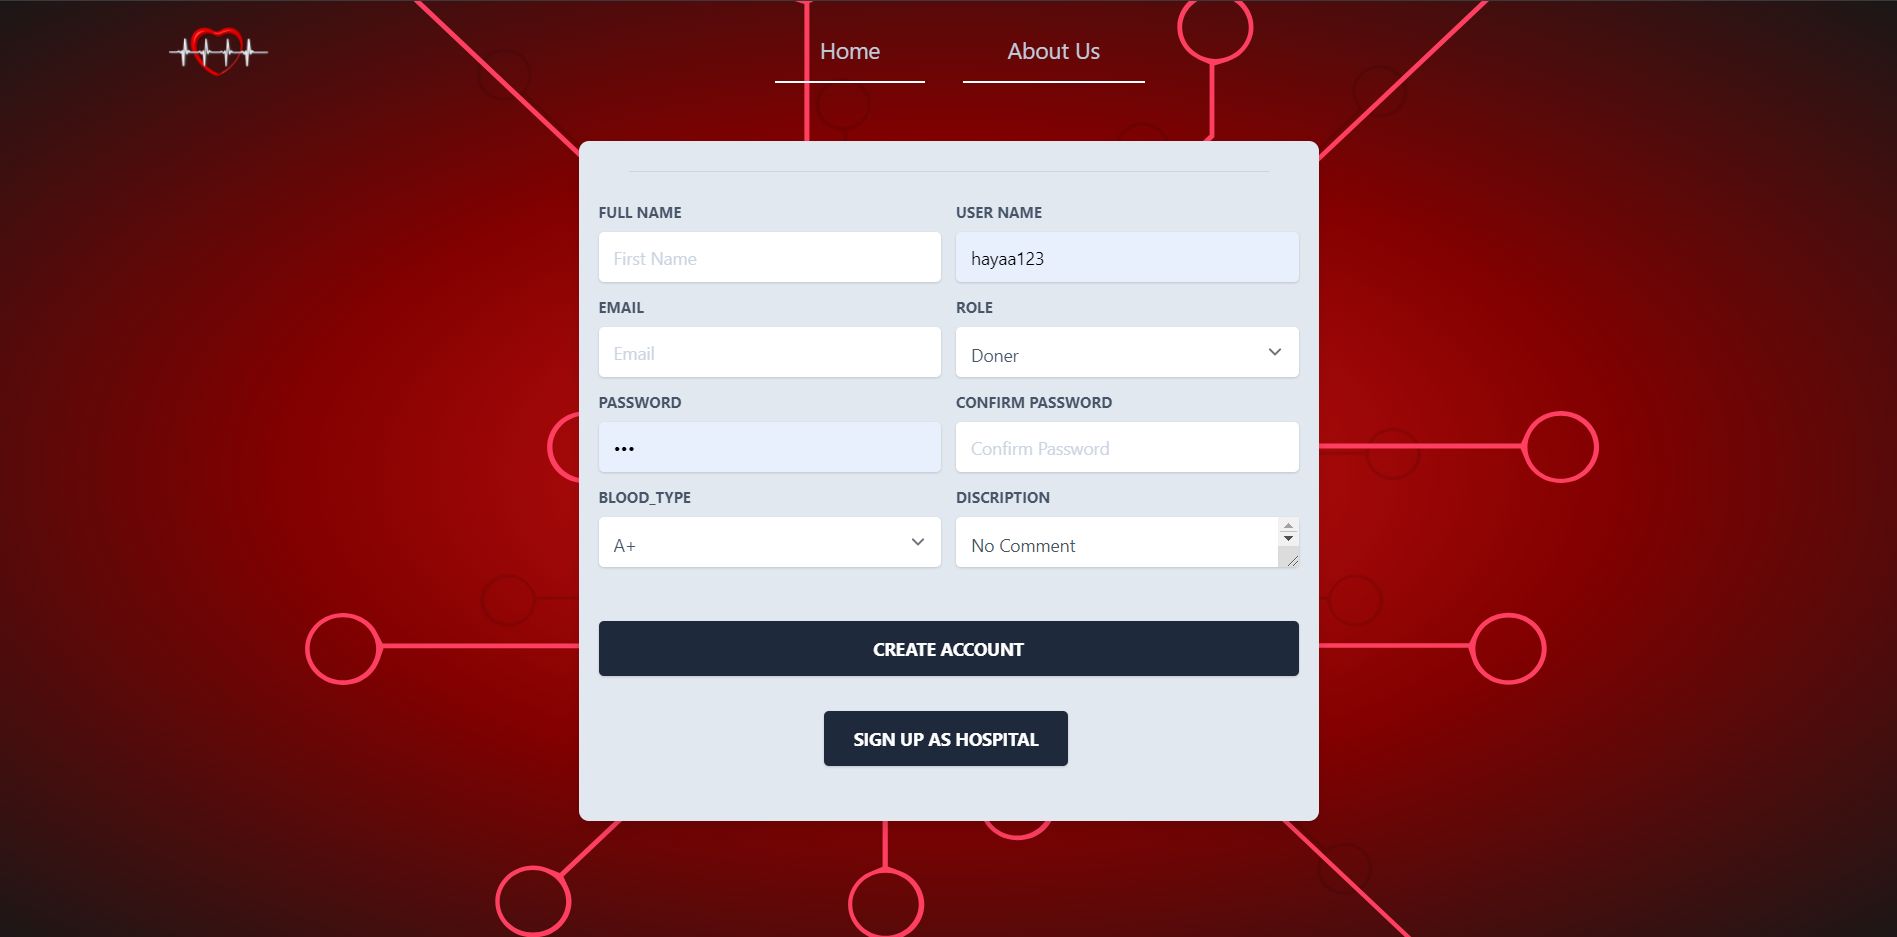 Home
About Us
FULL NAME
USER NAME
First Name
hayaa123
EMAIL
ROLE
Email
Doner
PASSWORD
CONFIRM PASSWORD
•••
Confirm Password
BLOOD_TYPE
DISCRIPTION
A+
No Comment
CREATE ACCOUNT
SIGN UP AS HOSPITAL